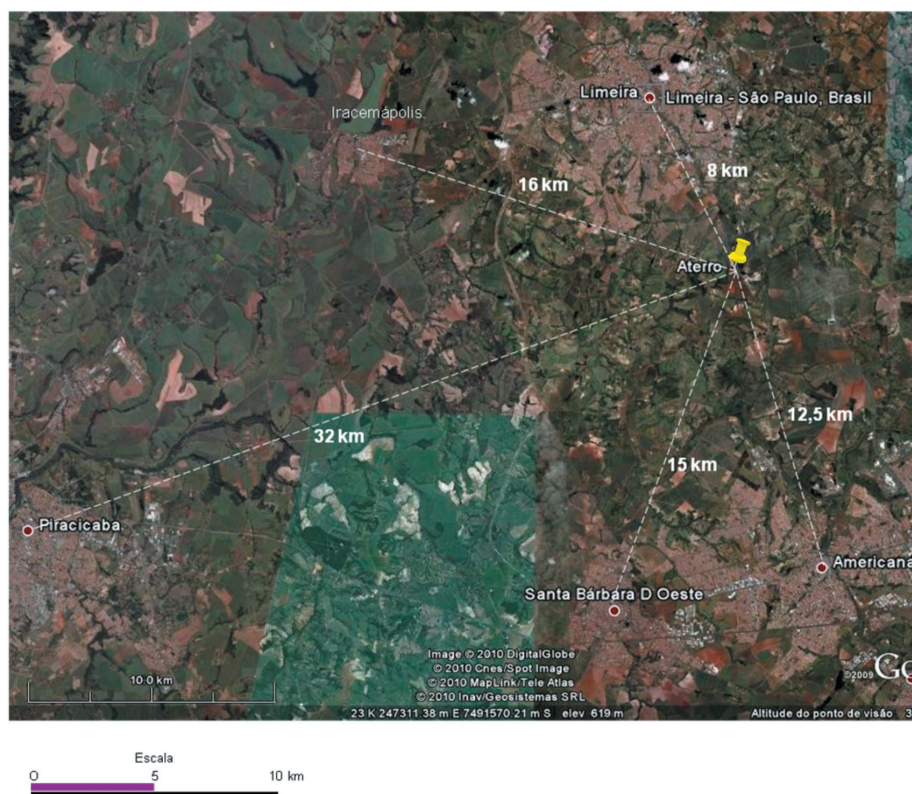 Limeira
Limeira - São Paulo, Brasil
Iracemápolis
16 km
8 km
Aterro
12,5 km
32 km
15 km
Piracicaba
Americana
Santa Bárbara D Oeste
Image © 2010 DigitalGlobe
© 2010 Cnes/Spot Image
© 2010 MapLink/Tele Atlas
© 2010 Inav/Geosistemas SRL
©2009 Go
10.0 km
23 K 247311.38 m E 7491570.21 m S elev 619 m
Altitude do ponto de visão 3
Escala
0 5 10 km